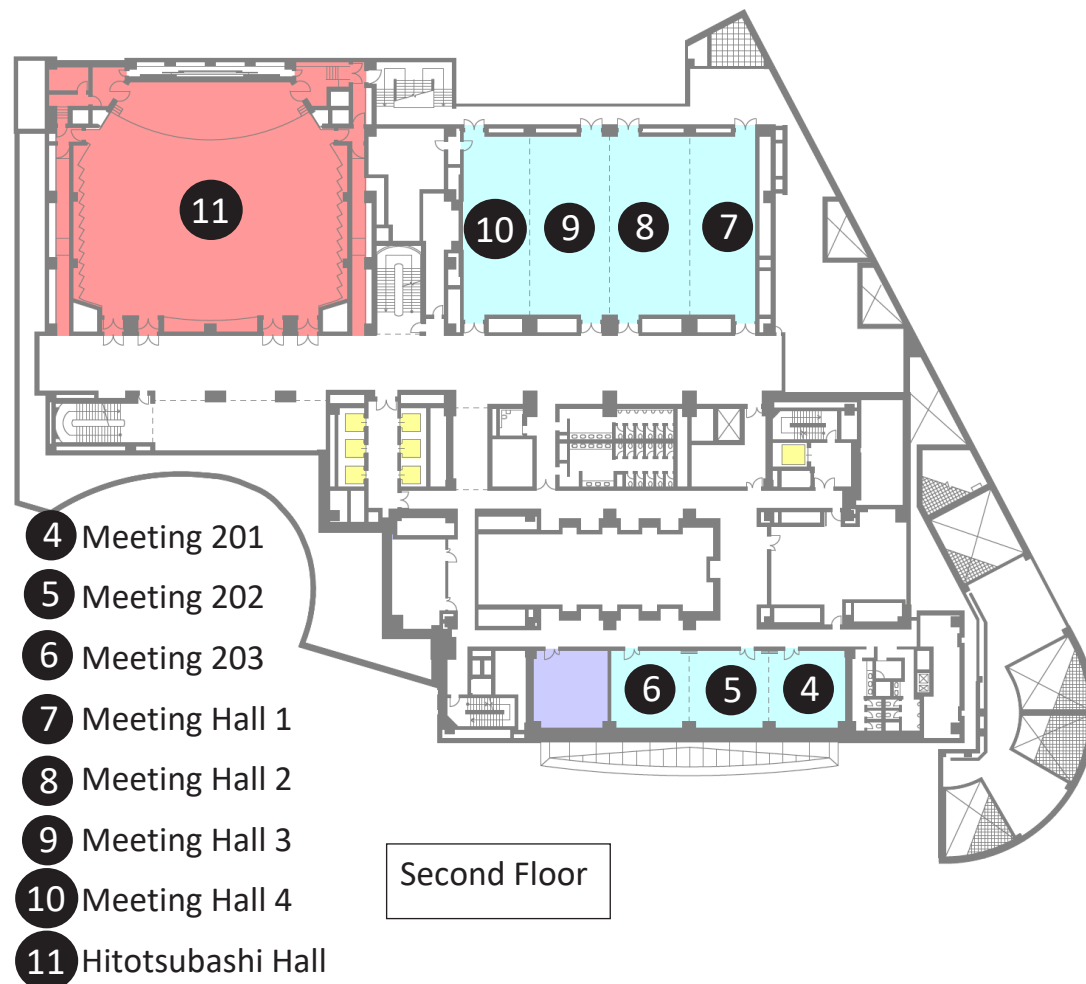 11
10
9
8
7
4 Meeting 201
5 Meeting 202
6 Meeting 203
7 Meeting Hall 1
8 Meeting Hall 2
9 Meeting Hall 3
10 Meeting Hall 4
11 Hitotsubashi Hall
6
5
4
Second Floor